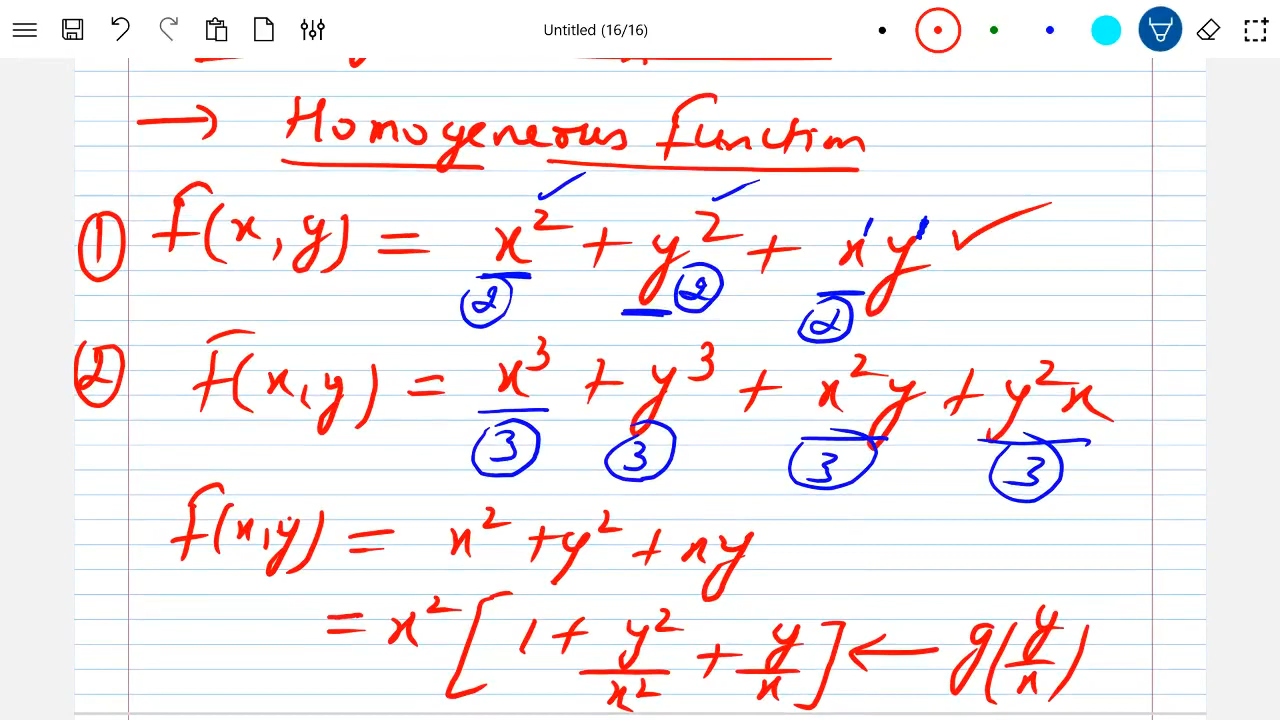 Untitled (16/16)
→ Homogeneous function
① f(x,y) = x² + y² + x¹y¹ ✓
② ② ②
② f(x,y) = x³ + y³ + x²y + y²x
③ ③ ③ ③
f(x,y) = x² + y² + xy
= x² [1 + y²/x² + y/x] ← g(y/x)